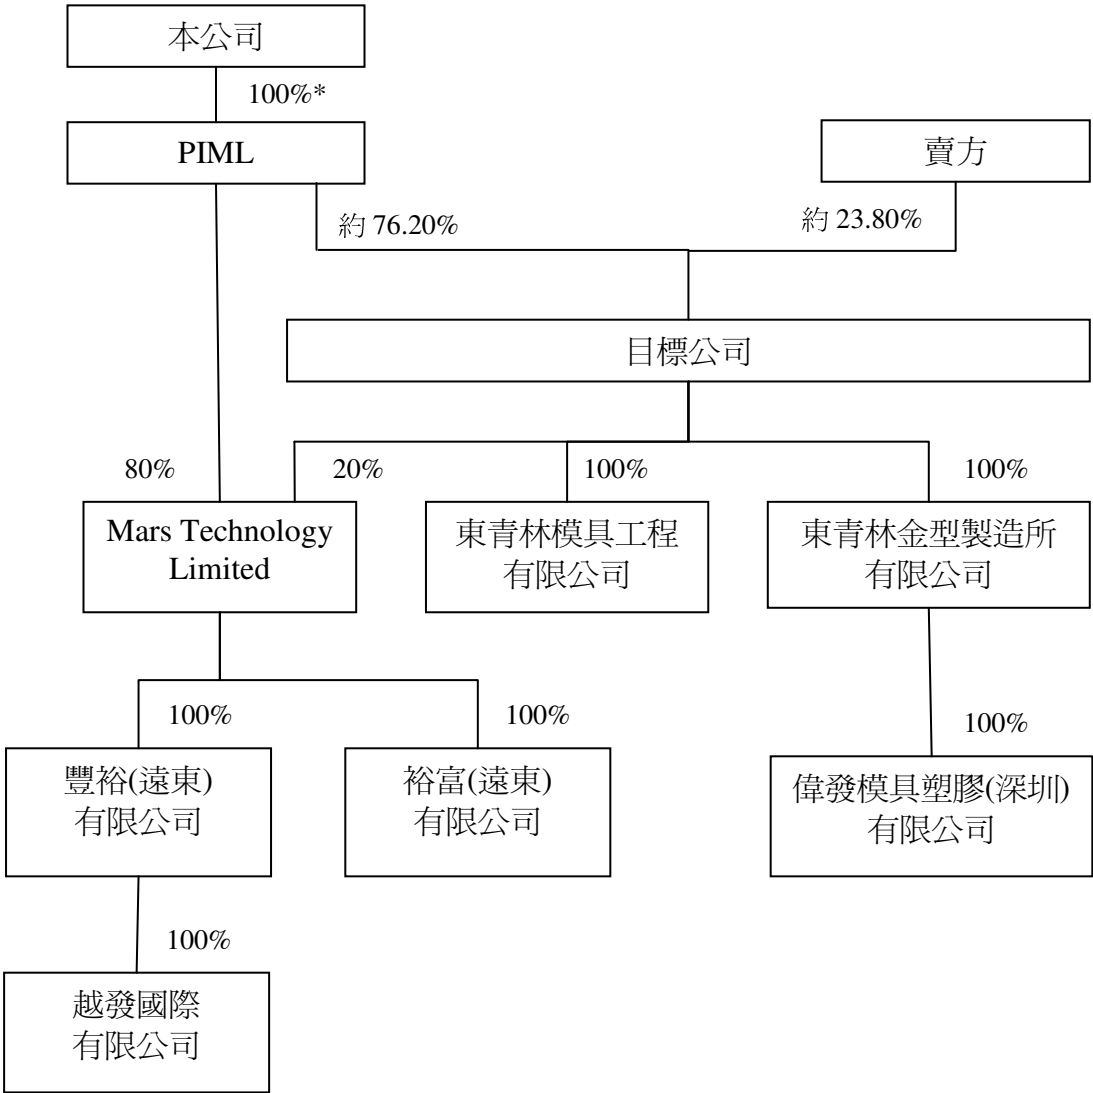 本公司
100%*
PIML
賣方
約 76.20%
約 23.80%
目標公司
80%
20%
100%
100%
Mars Technology
Limited
東青林模具工程
有限公司
東青林金型製造所
有限公司
100%
100%
100%
豐裕(遠東)
有限公司
裕富(遠東)
有限公司
偉發模具塑膠(深圳)
有限公司
100%
越發國際
有限公司